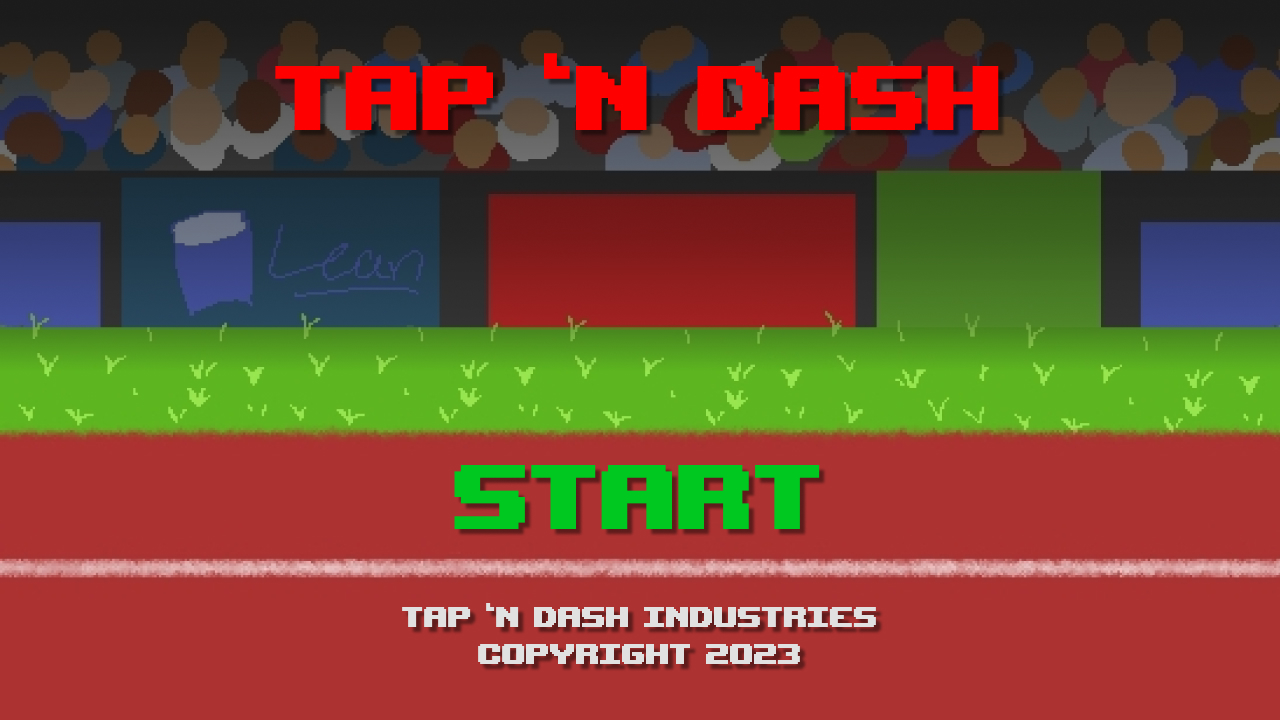 TAP 'N DASH
Lean
START
TAP 'N DASH INDUSTRIES
COPYRIGHT 2023